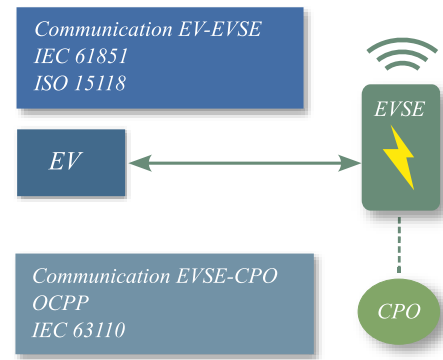 Communication EV-EVSE
IEC 61851
ISO 15118
EVSE
EV
Communication EVSE-CPO
OCPP
IEC 63110
CPO